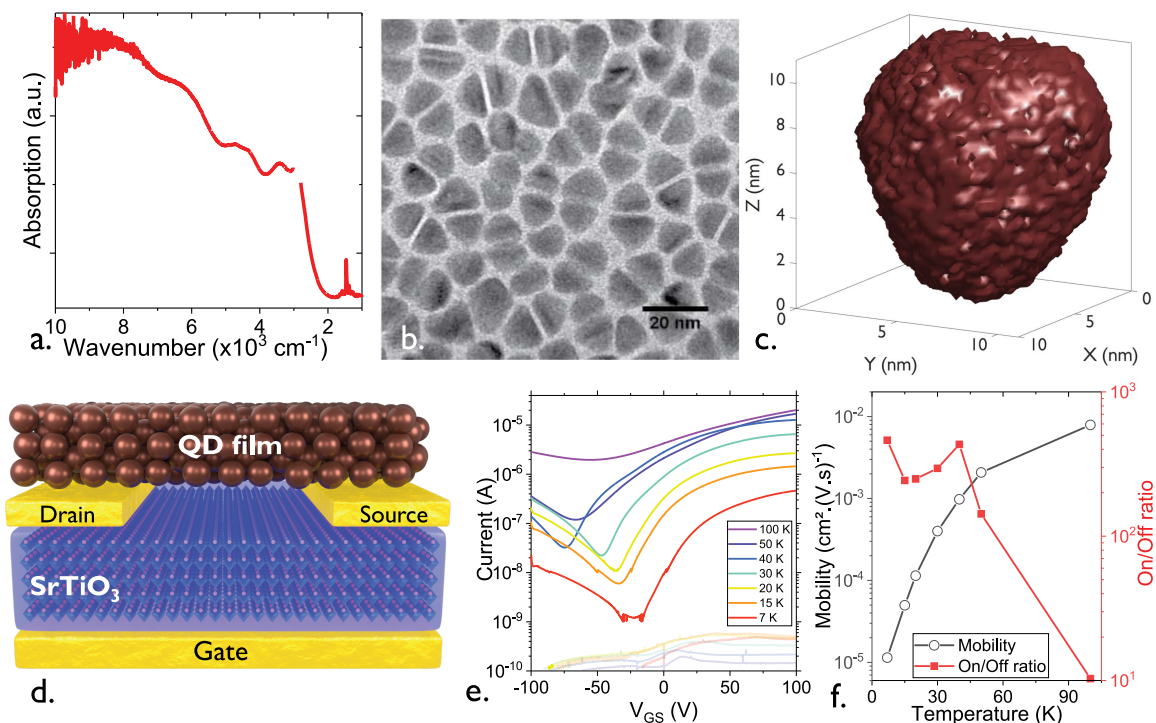 Absorption (a.u.)
10 8 6 4 2
Wavenumber (x10³ cm⁻¹)
a.
20 nm
b.
Z (nm)
10
8
6
4
2
0
0
5
10
Y (nm)
10
5
0
X (nm)
c.
QD film
Drain
Source
SrTiO₃
Gate
d.
Current (A)
10⁻⁵
10⁻⁶
10⁻⁷
10⁻⁸
10⁻⁹
10⁻¹⁰
100 K
50 K
40 K
30 K
20 K
15 K
7 K
-100 -50 0 50 100
V_GS (V)
e.
Mobility (cm².(V.s)⁻¹)
10⁻²
10⁻³
10⁻⁴
10⁻⁵
Mobility
On/Off ratio
10³
10²
10¹
On/Off ratio
0 30 60 90
Temperature (K)
f.